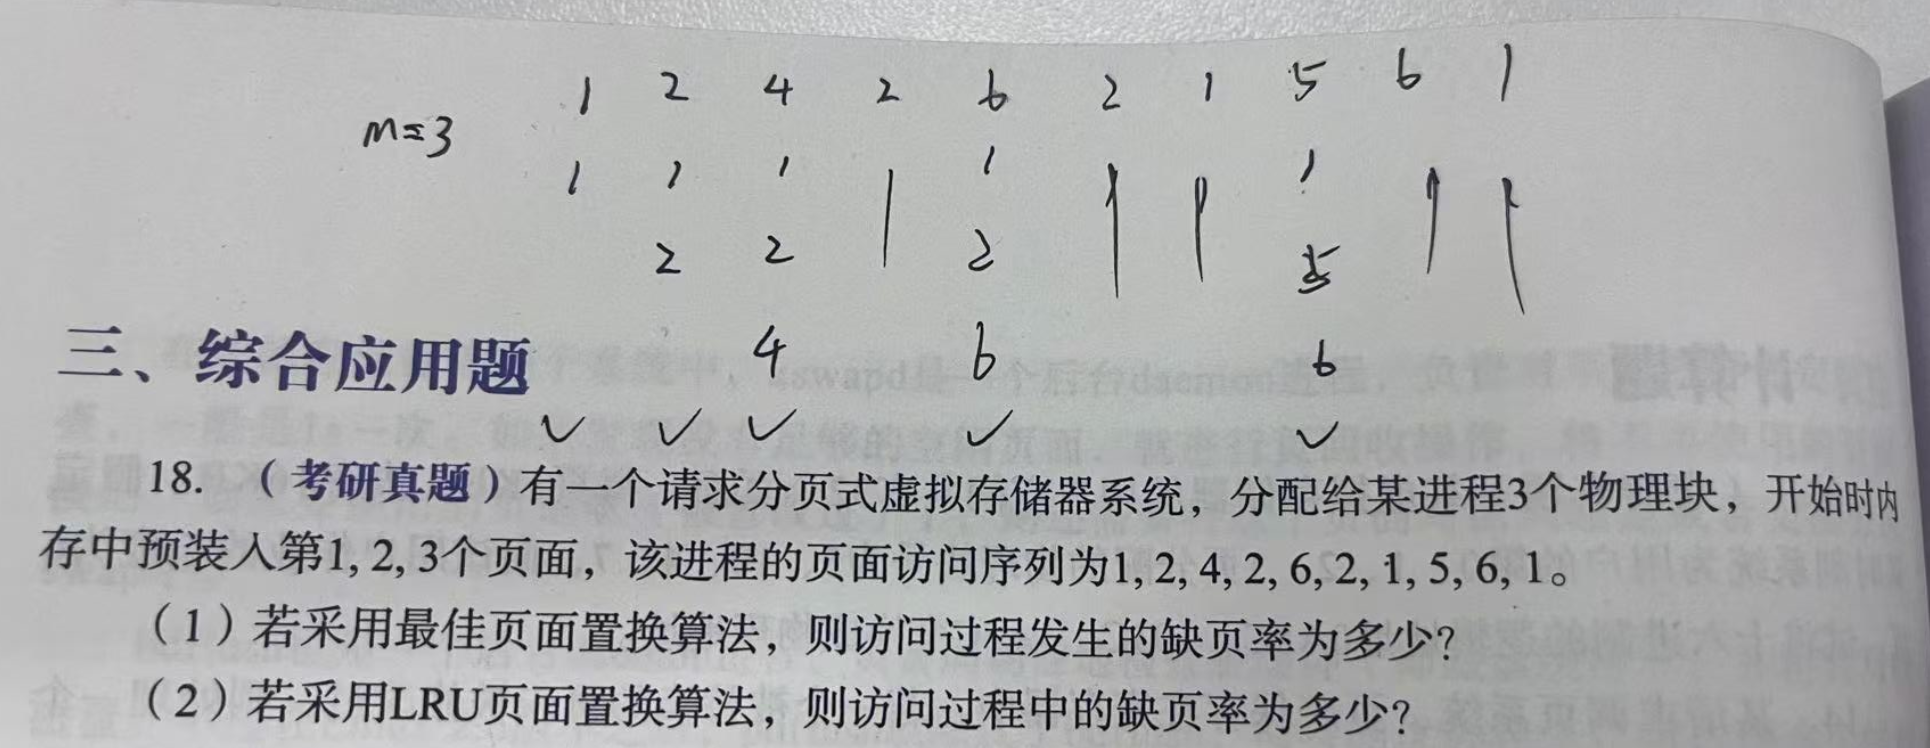 1 2 4 2 6 2 1 5 6 1
m=3
1 1 1 1 1
2 2 2 5
三、综合应用题
4 6 6
✓ ✓ ✓ ✓ ✓
18.（考研真题）有一个请求分页式虚拟存储器系统，分配给某进程3个物理块，开始时内
存中预装入第1, 2, 3个页面，该进程的页面访问序列为1, 2, 4, 2, 6, 2, 1, 5, 6, 1。
（1）若采用最佳页面置换算法，则访问过程发生的缺页率为多少？
（2）若采用LRU页面置换算法，则访问过程中的缺页率为多少？